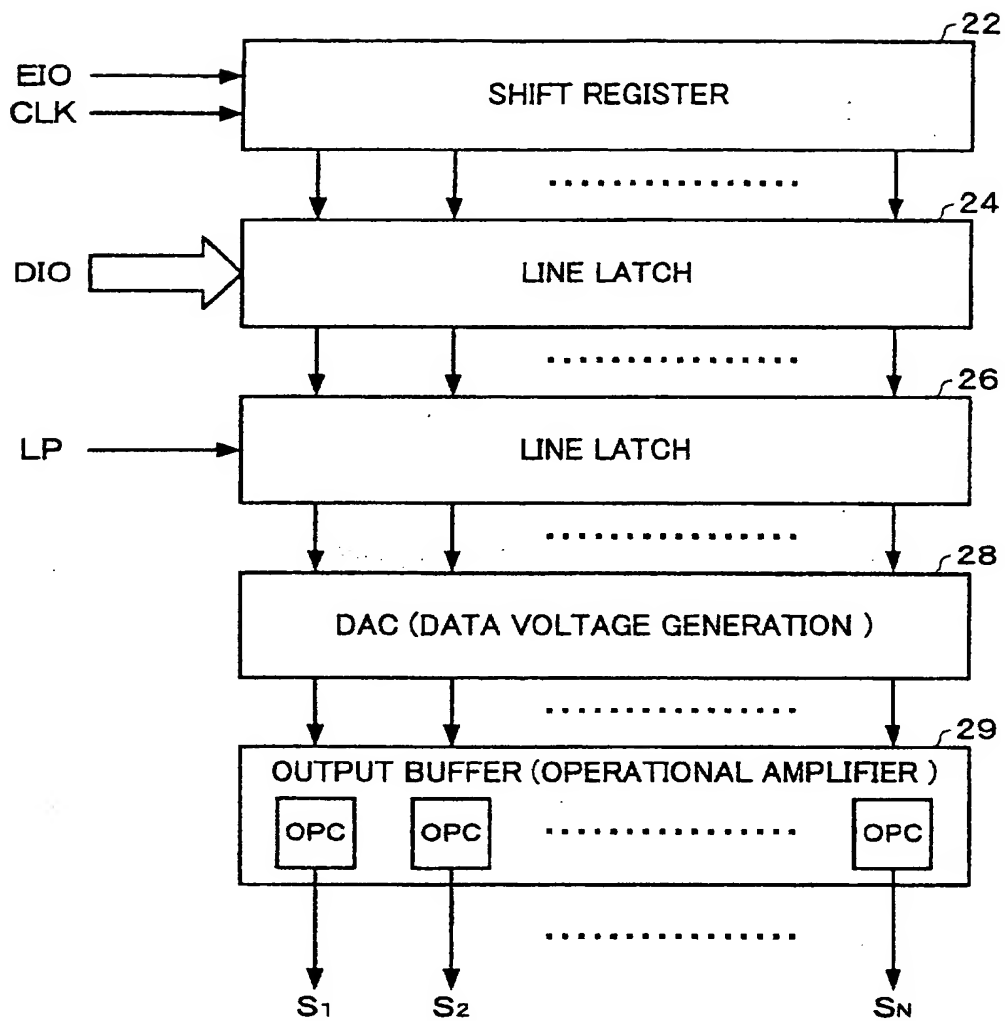 22
EIO
CLK
SHIFT REGISTER
24
DIO
LINE LATCH
26
LP
LINE LATCH
28
DAC (DATA VOLTAGE GENERATION )
29
OUTPUT BUFFER (OPERATIONAL AMPLIFIER )
OPC OPC OPC
S1 S2 SN